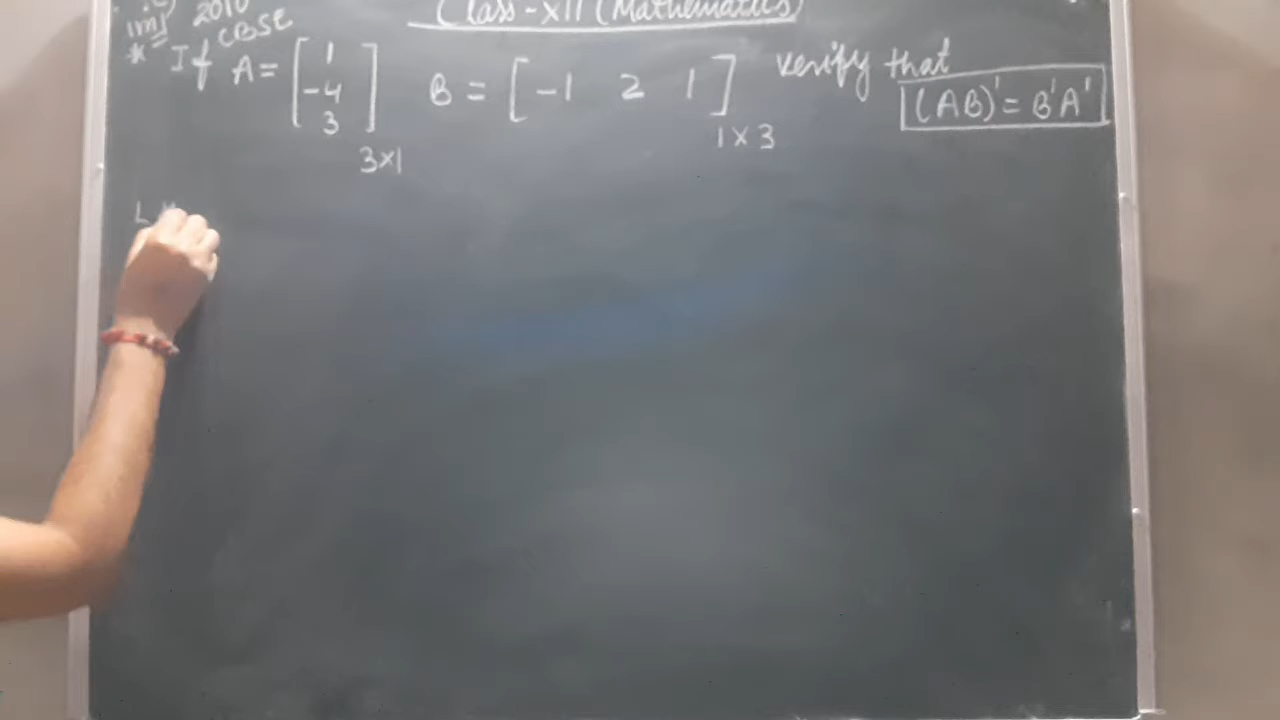 Class-XII (Mathematics)
imp 2010
* CBSE
If A = [ 1 -4 3 ] 3×1 B = [ -1 2 1 ] 1×3 verify that
(AB)' = B'A'
L